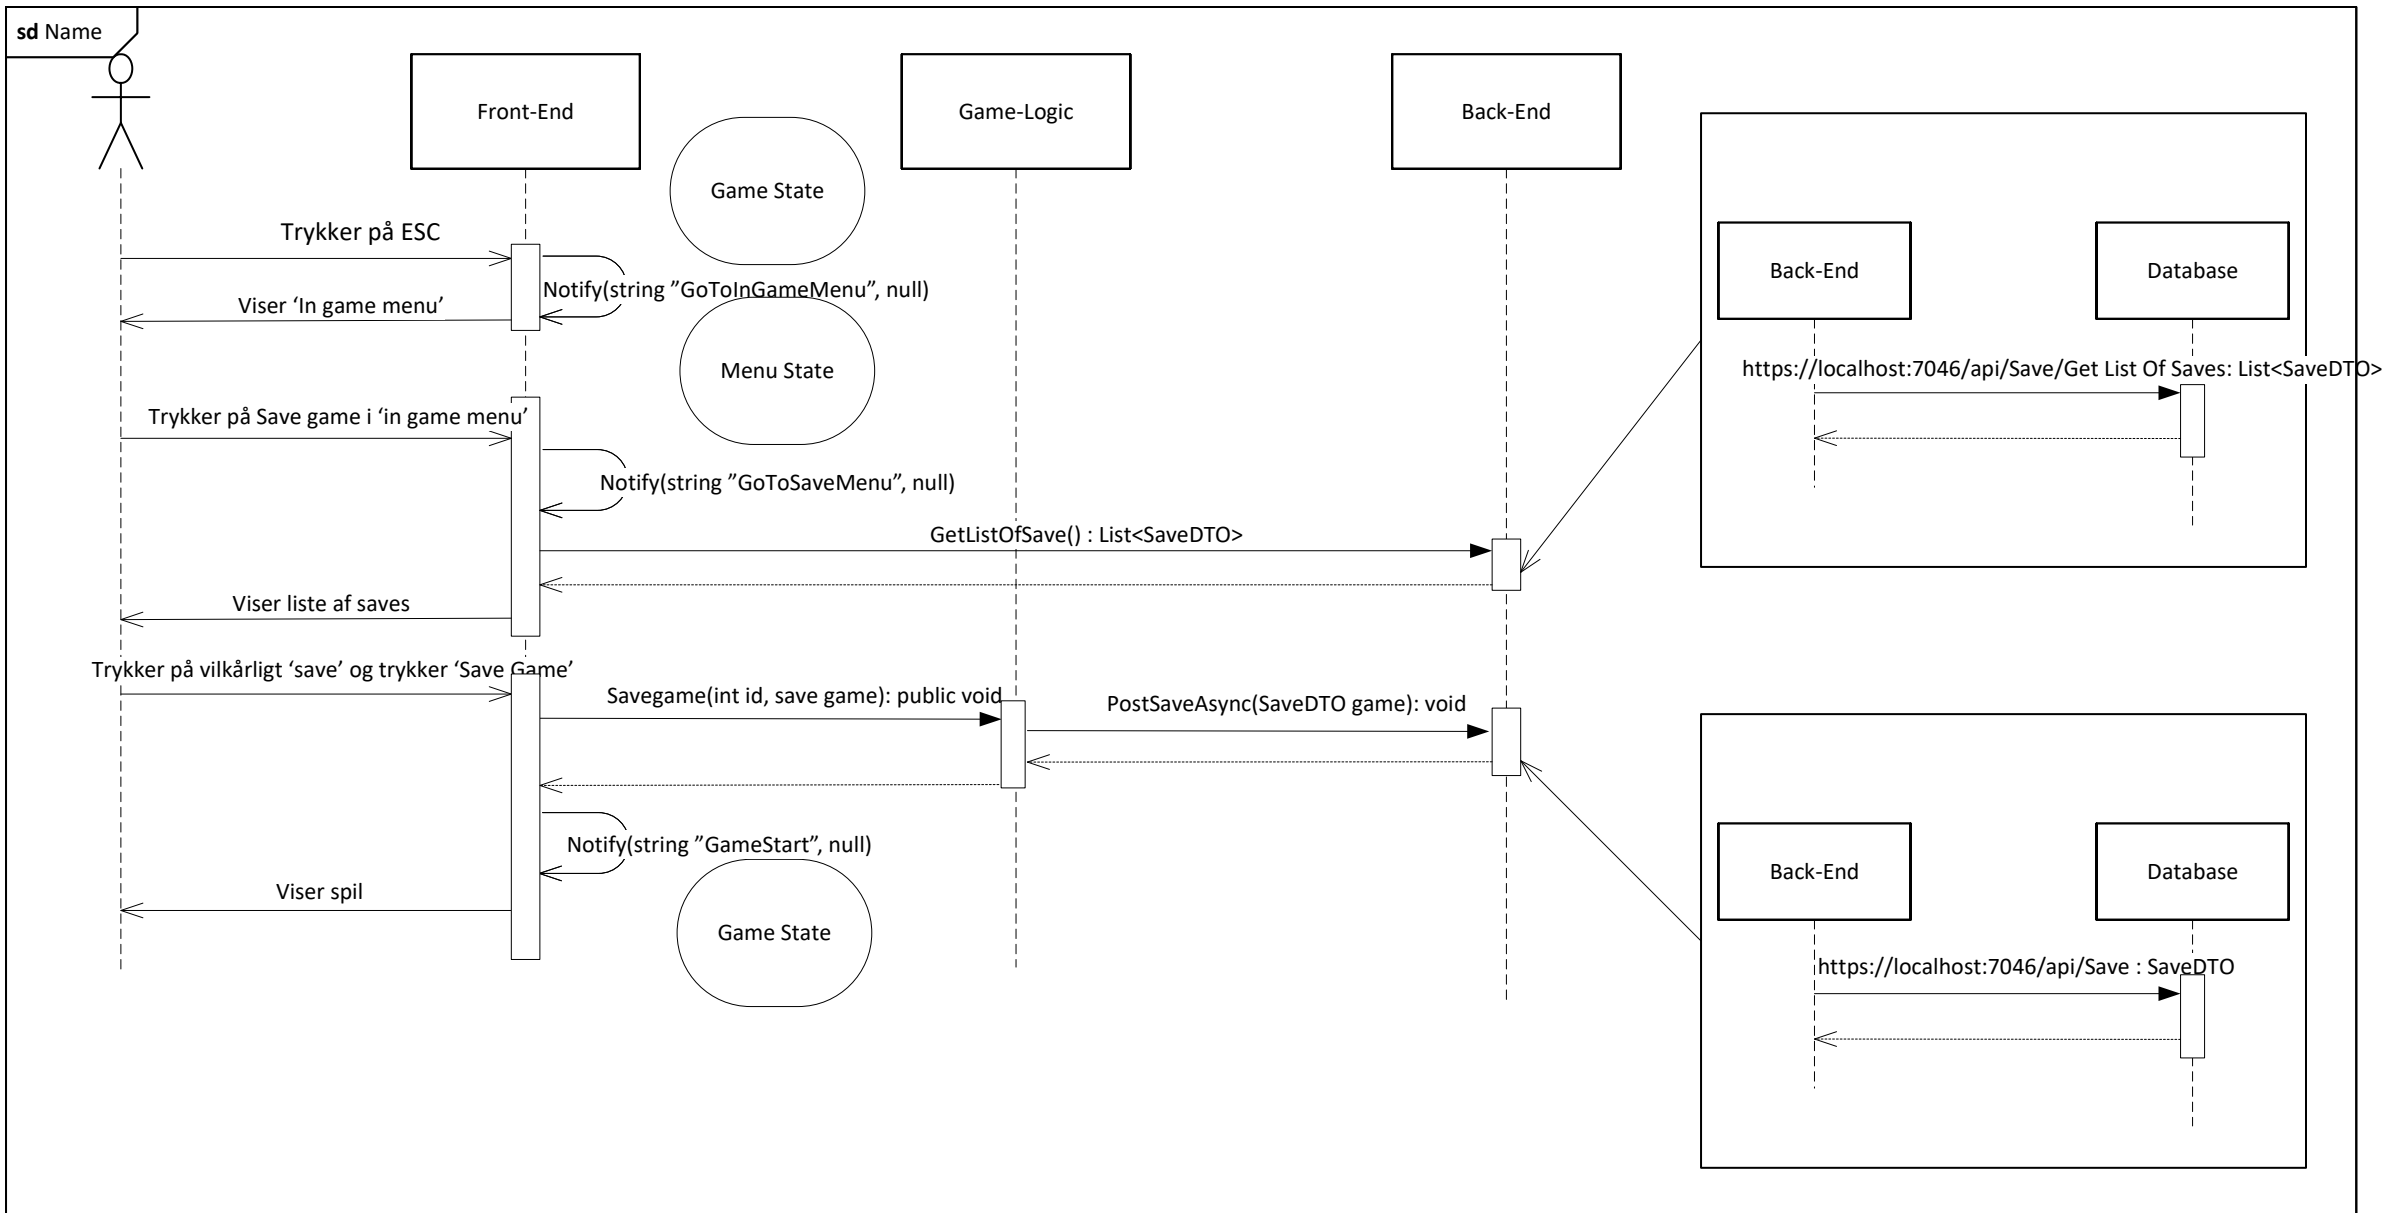 sd Name
Front-End
Game-Logic
Back-End
Game State
Back-End
Database
Trykker på ESC
Notify(string ”GoToInGameMenu”, null)
Viser ‘In game menu’
Menu State
https://localhost:7046/api/Save/Get List Of Saves: List<SaveDTO>
Trykker på Save game i ‘in game menu’
Notify(string ”GoToSaveMenu”, null)
GetListOfSave() : List<SaveDTO>
Viser liste af saves
Trykker på vilkårligt ‘save’ og trykker ‘Save Game’
Savegame(int id, save game): public void
PostSaveAsync(SaveDTO game): void
Notify(string ”GameStart”, null)
Back-End
Database
Viser spil
Game State
https://localhost:7046/api/Save : SaveDTO